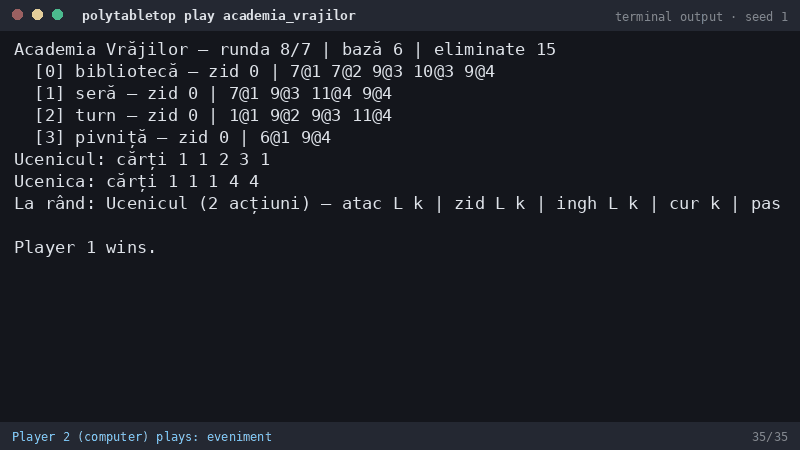 polytabletop play academia_vrajilor
terminal output · seed 1
Academia Vrăjilor — runda 8/7 | bază 6 | eliminate 15
[0] bibliotecă — zid 0 | 7@1 7@2 9@3 10@3 9@4
[1] seră — zid 0 | 7@1 9@3 11@4 9@4
[2] turn — zid 0 | 1@1 9@2 9@3 11@4
[3] pivniță — zid 0 | 6@1 9@4
Ucenicul: cărți 1 1 2 3 1
Ucenica: cărți 1 1 1 4 4
La rând: Ucenicul (2 acțiuni) — atac L k | zid L k | ingh L k | cur k | pas
Player 1 wins.
Player 2 (computer) plays: eveniment
35/35